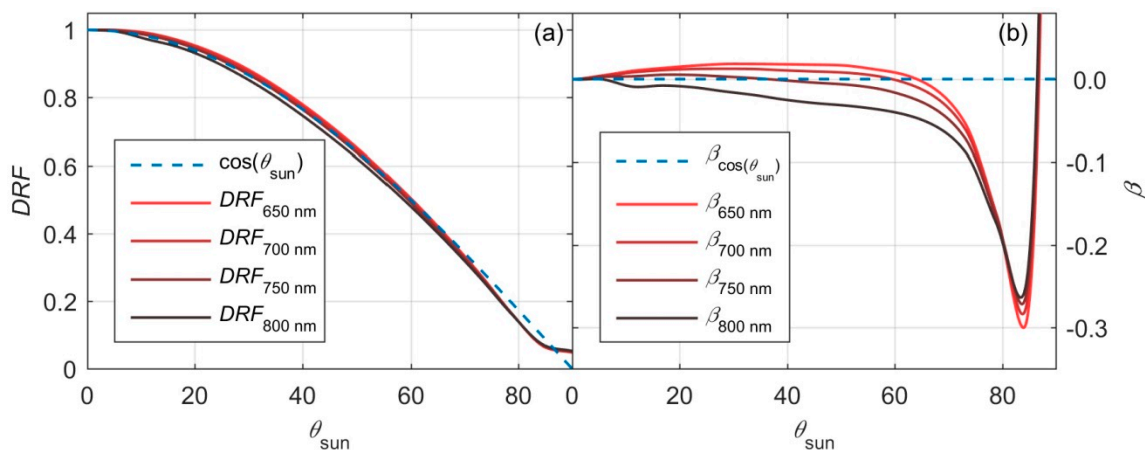 (a)
1
0.8
0.6
0.4
0.2
0
DRF
cos(θsun)
DRF650 nm
DRF700 nm
DRF750 nm
DRF800 nm
0 20 40 60 80
θsun
(b)
0.0
-0.1
-0.2
-0.3
β
βcos(θsun)
β650 nm
β700 nm
β750 nm
β800 nm
0 20 40 60 80
θsun